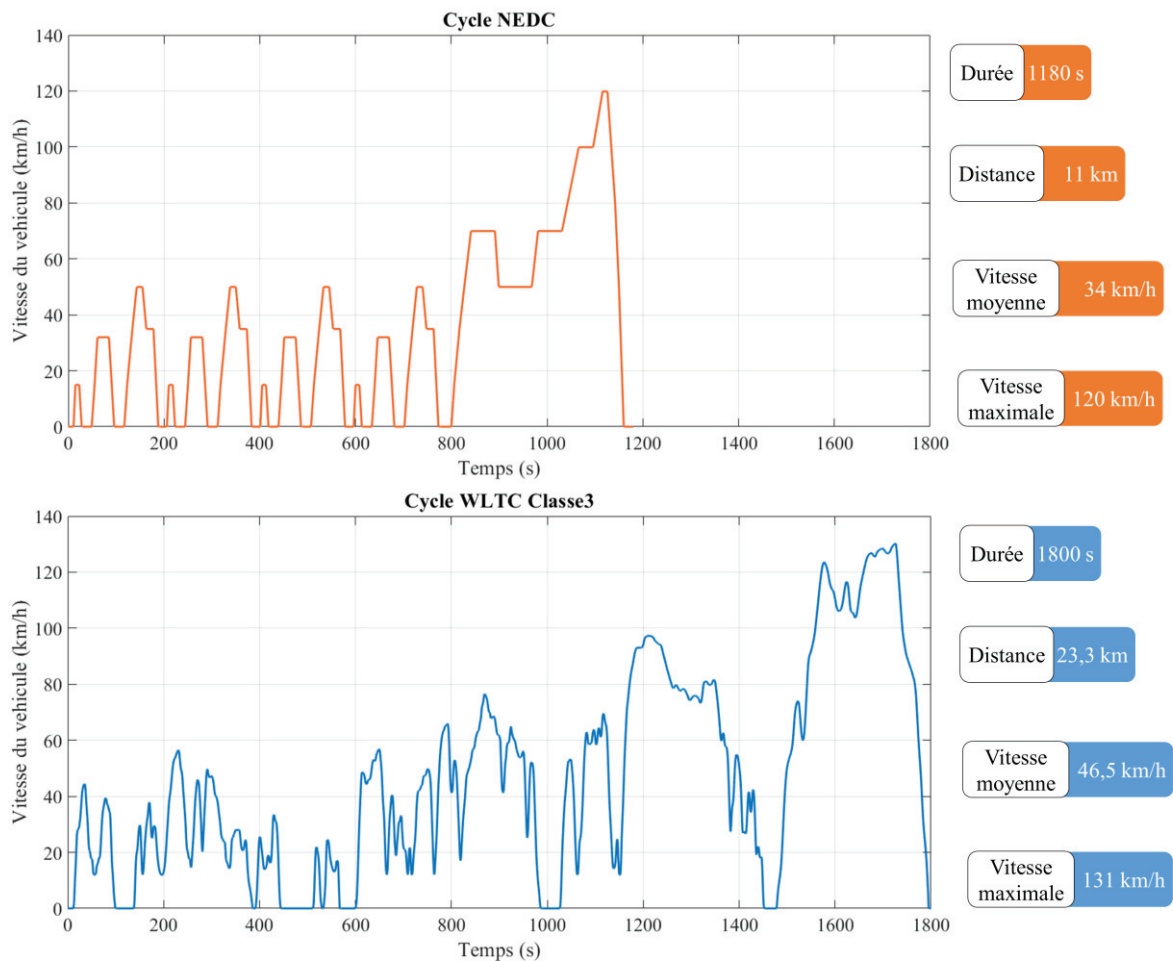 Cycle NEDC
140
120
100
80
60
40
20
0
Vitesse du vehicule (km/h)
0 200 400 600 800 1000 1200 1400 1600 1800
Temps (s)
Durée 1180 s
Distance 11 km
Vitesse
moyenne
34 km/h
Vitesse
maximale
120 km/h
Cycle WLTC Classe3
140
120
100
80
60
40
20
0
Vitesse du vehicule (km/h)
0 200 400 600 800 1000 1200 1400 1600 1800
Temps (s)
Durée 1800 s
Distance 23,3 km
Vitesse
moyenne
46,5 km/h
Vitesse
maximale
131 km/h